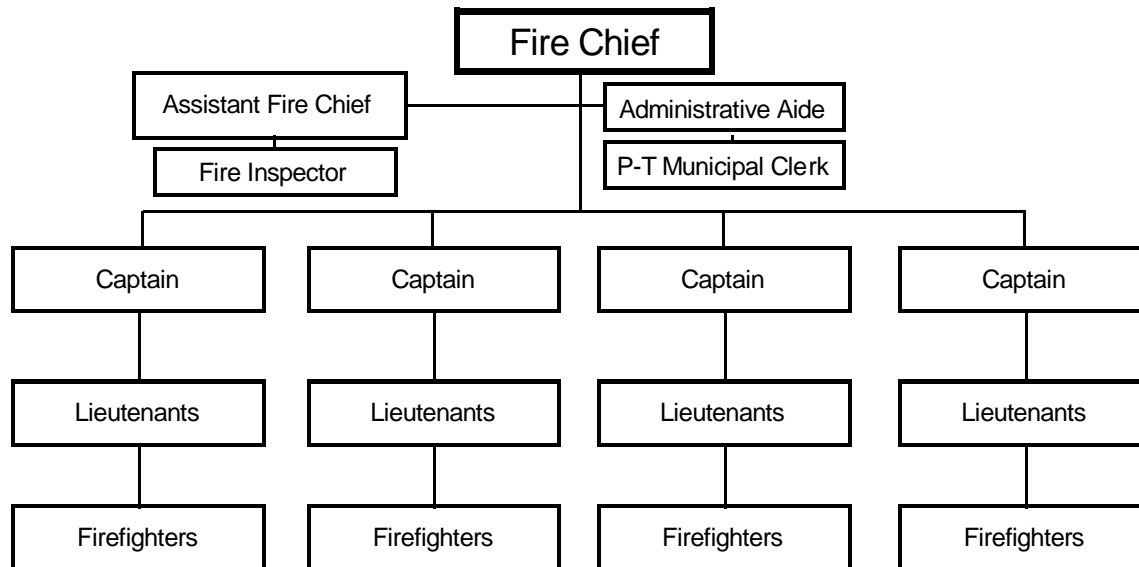 Fire Chief
Assistant Fire Chief
Administrative Aide
Fire Inspector
P-T Municipal Clerk
Captain
Captain
Captain
Captain
Lieutenants
Lieutenants
Lieutenants
Lieutenants
Firefighters
Firefighters
Firefighters
Firefighters